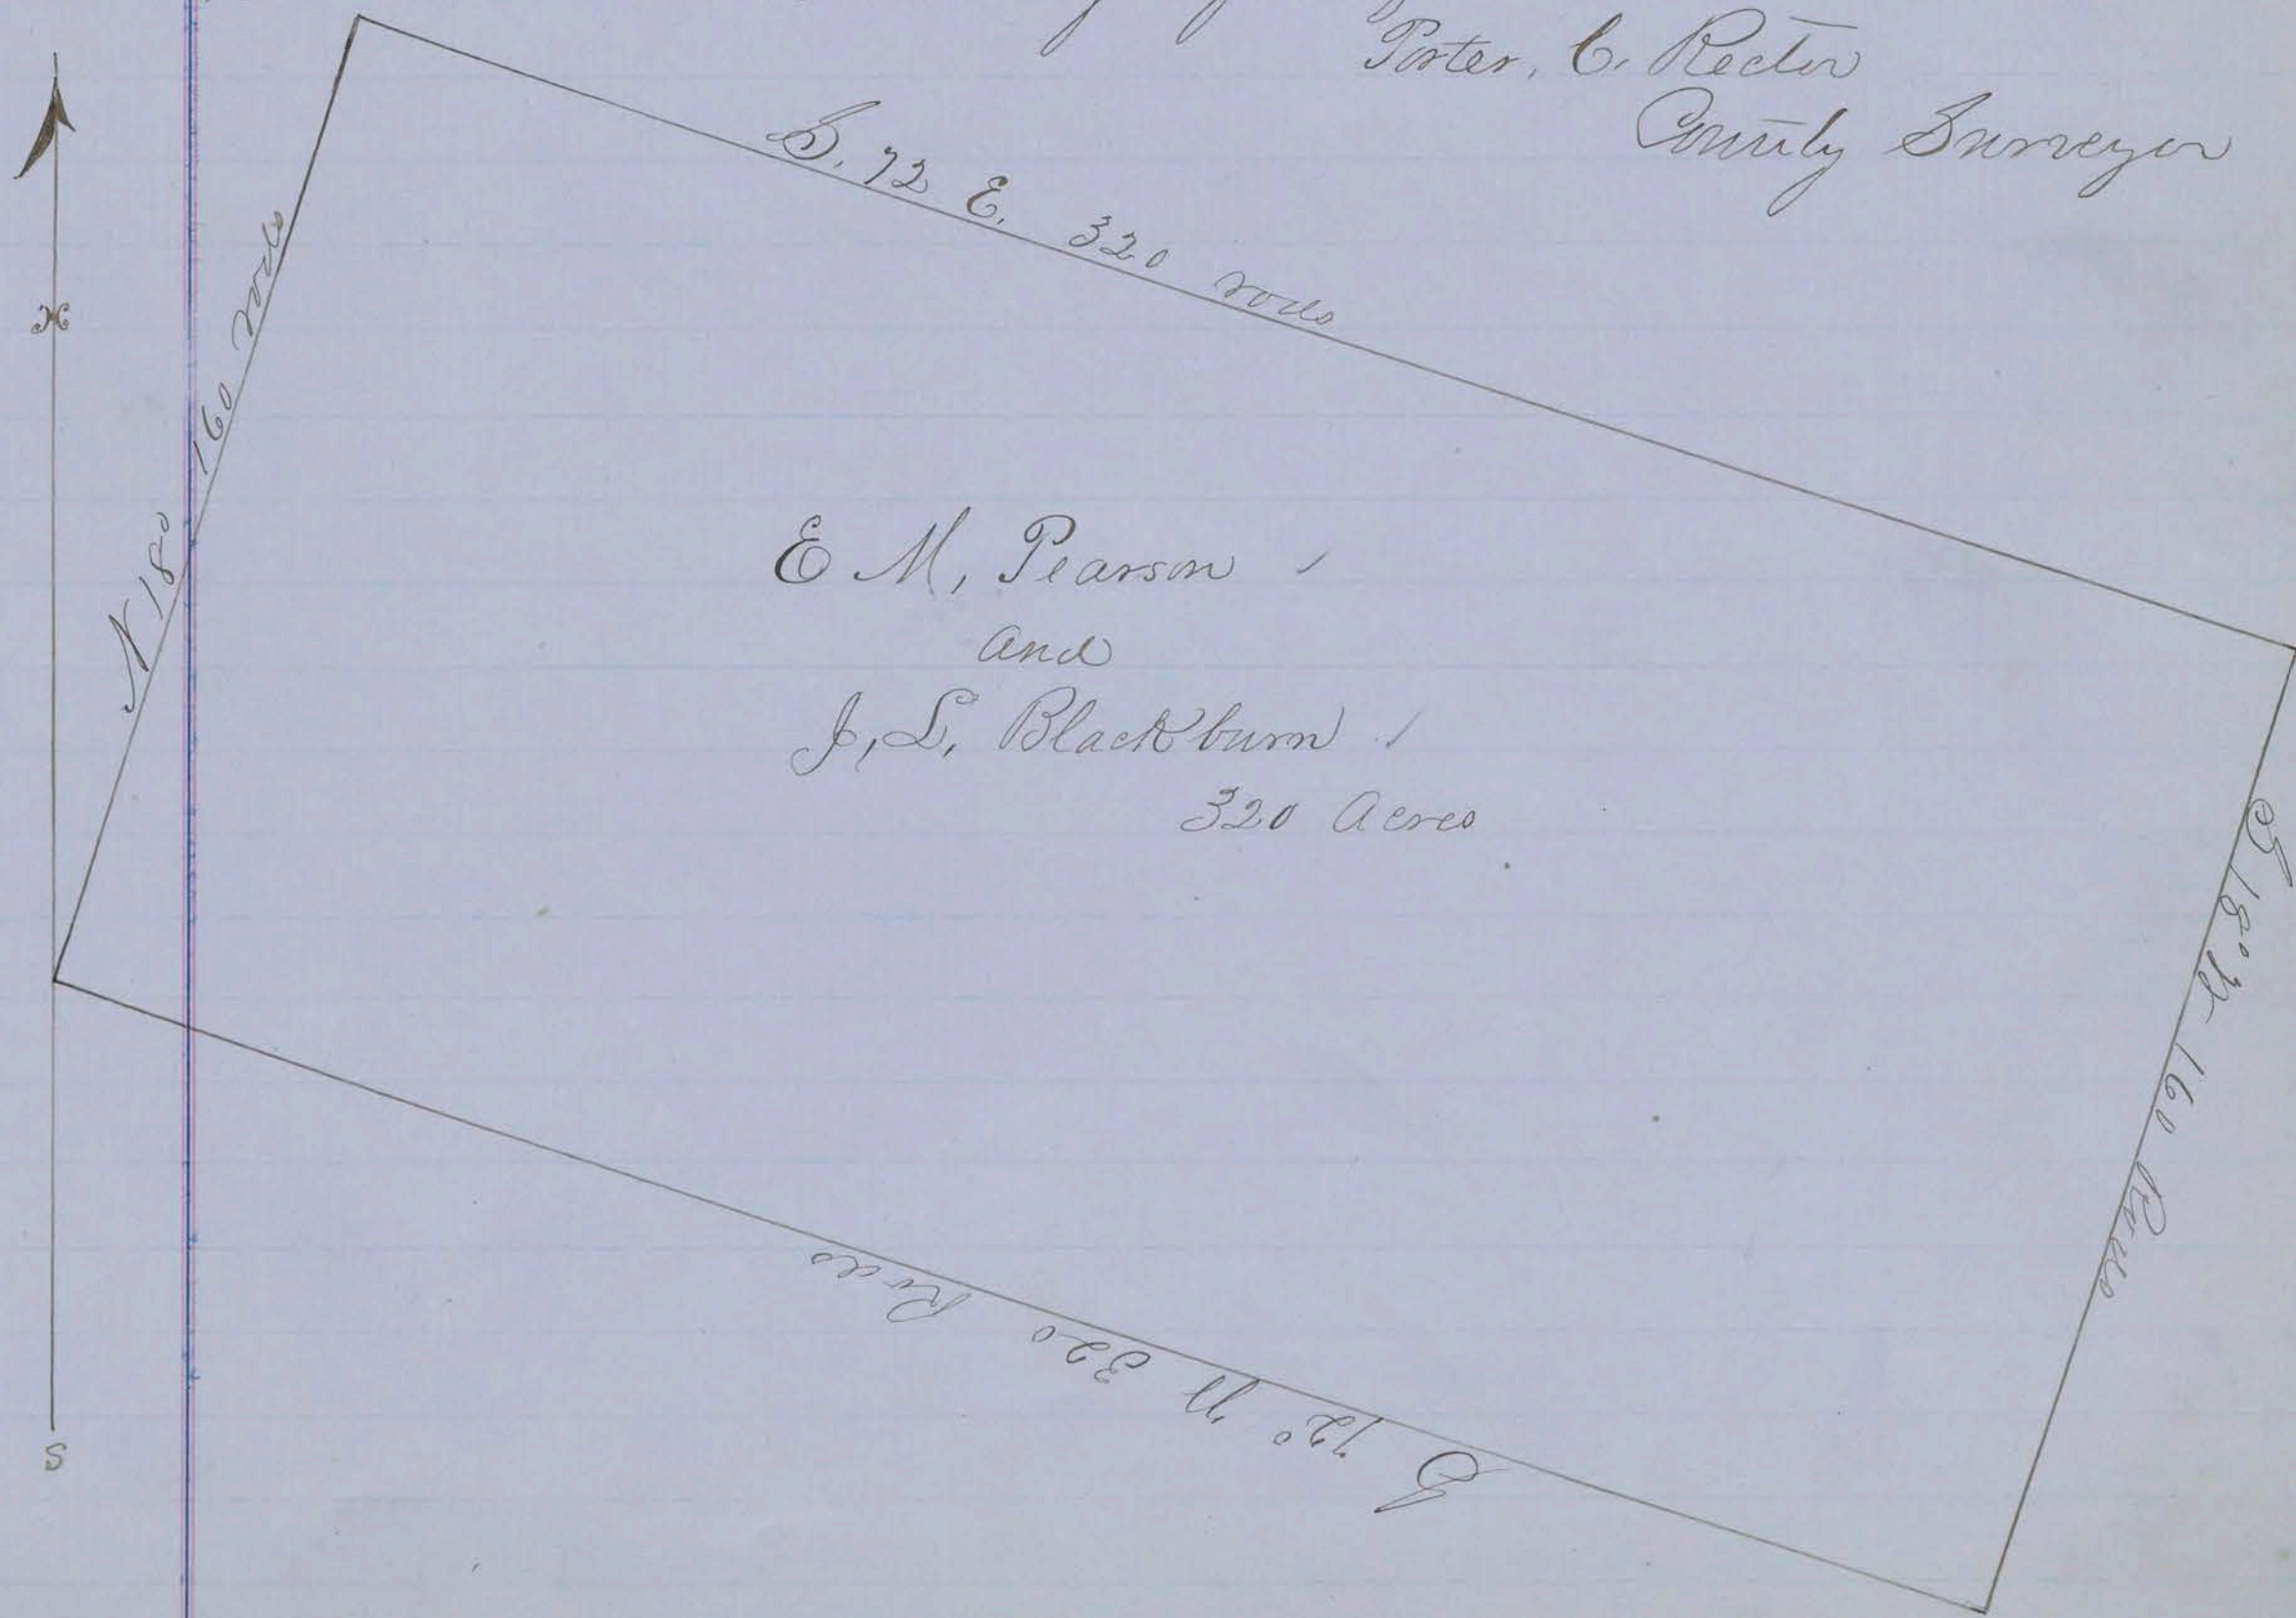 Porter, C. Rector
County Surveyor
S. 72 E. 320 rods
N 18° 160 rods
E M, Pearson
and
J, L, Blackburn
320 Acres
S 18° W 160 Rods
72° W. 320 Rods
S